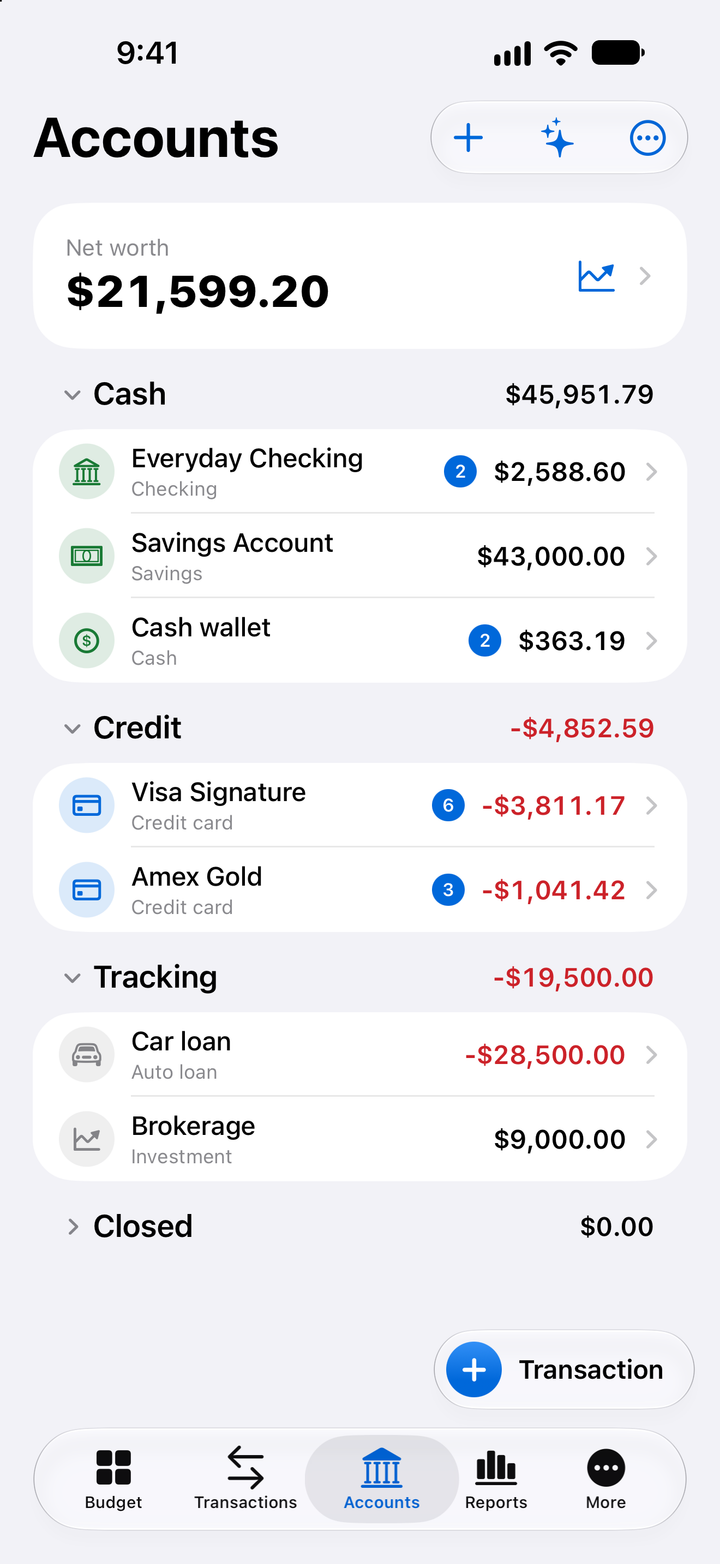 9:41
Accounts
Net worth
$21,599.20
Cash $45,951.79
Everyday Checking
Checking
2 $2,588.60
Savings Account
Savings
$43,000.00
Cash wallet
Cash
2 $363.19
Credit -$4,852.59
Visa Signature
Credit card
6 -$3,811.17
Amex Gold
Credit card
3 -$1,041.42
Tracking -$19,500.00
Car loan
Auto loan
-$28,500.00
Brokerage
Investment
$9,000.00
Closed $0.00
Transaction
Budget Transactions Accounts Reports More